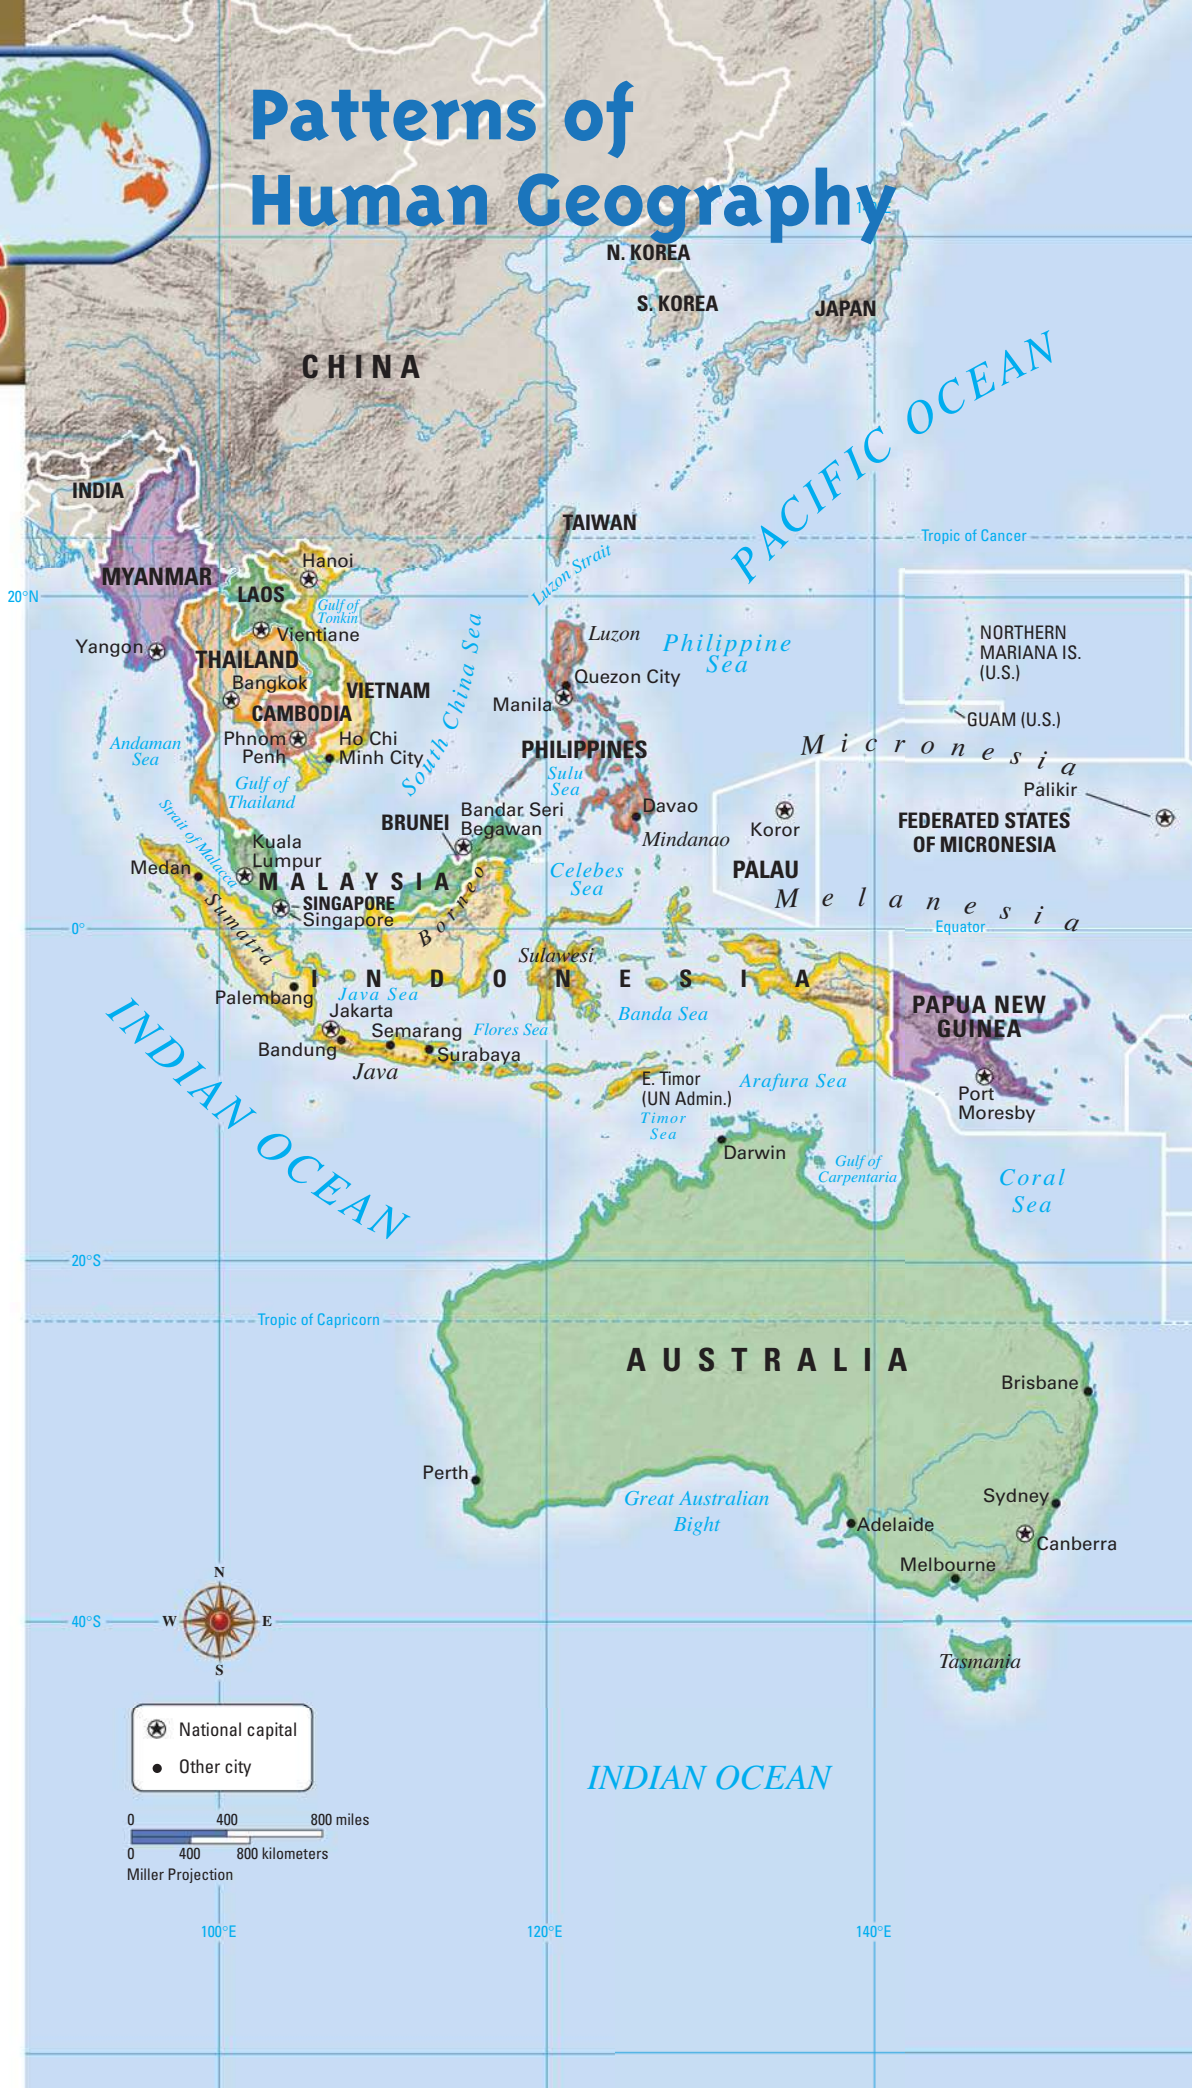 Patterns of
Human Geography
N. KOREA
S. KOREA
JAPAN
CHINA
PACIFIC OCEAN
INDIA
TAIWAN
Tropic of Cancer
Luzon Strait
Hanoi
MYANMAR
LAOS
20°N
Gulf of
Tonkin
Vientiane
Yangon
THAILAND
Bangkok
VIETNAM
CAMBODIA
South China Sea
Luzon
Philippine
Sea
Quezon City
Manila
NORTHERN
MARIANA IS.
(U.S.)
GUAM (U.S.)
Andaman
Sea
Phnom
Penh
Ho Chi
Minh City
PHILIPPINES
Sulu
Sea
Micronesia
Palikir
Gulf of
Thailand
Strait of Malacca
BRUNEI
Bandar Seri
Begawan
Davao
Mindanao
Koror
FEDERATED STATES
OF MICRONESIA
Kuala
Lumpur
Medan
MALAYSIA
Celebes
Sea
PALAU
Melanesia
SINGAPORE
Singapore
Sumatra
Borneo
0°
Equator
Sulawesi
INDONESIA
Palembang
Java Sea
Jakarta
Semarang
Flores Sea
Banda Sea
PAPUA NEW
GUINEA
Bandung
Surabaya
Java
INDIAN OCEAN
E. Timor
(UN Admin.)
Arafura Sea
Timor
Sea
Port
Moresby
Darwin
Gulf of
Carpentaria
Coral
Sea
20°S
Tropic of Capricorn
AUSTRALIA
Brisbane
Perth
Great Australian
Bight
Sydney
Adelaide
Canberra
Melbourne
N
40°S
W
E
S
Tasmania
National capital
Other city
INDIAN OCEAN
0 400 800 miles
0 400 800 kilometers
Miller Projection
100°E
120°E
140°E